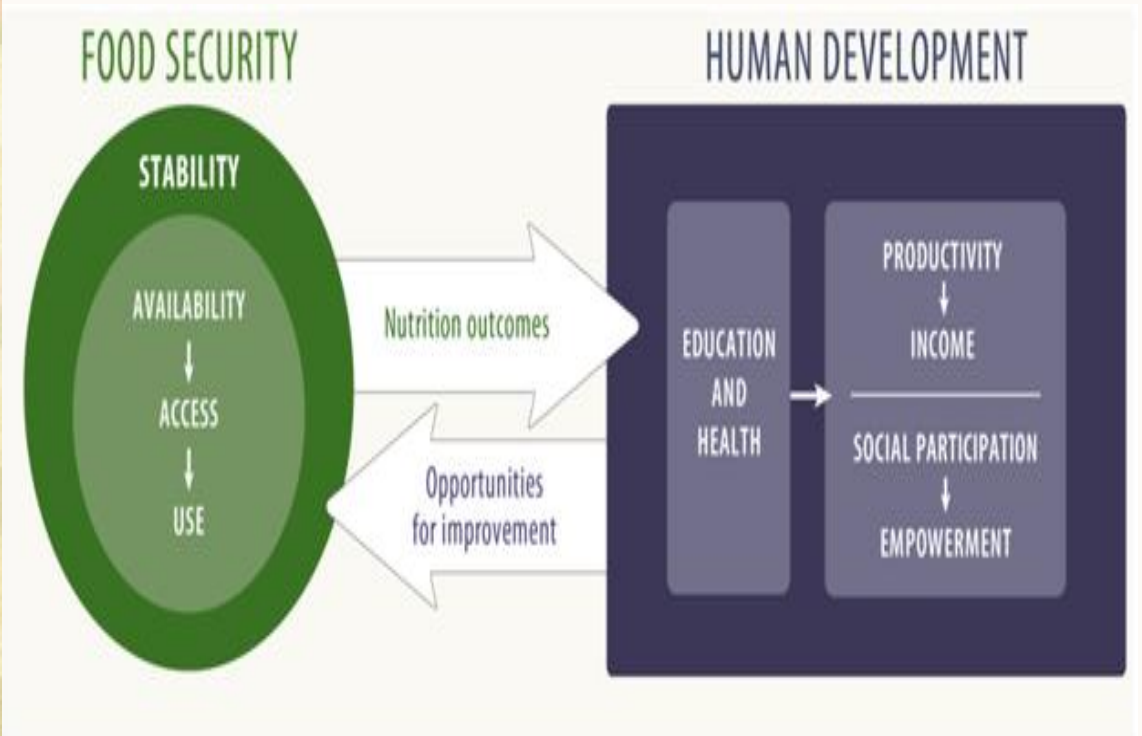 FOOD SECURITY
STABILITY
AVAILABILITY
ACCESS
USE
Nutrition outcomes
Opportunities
for improvement
HUMAN DEVELOPMENT
EDUCATION
AND
HEALTH
PRODUCTIVITY
INCOME
SOCIAL PARTICIPATION
EMPOWERMENT